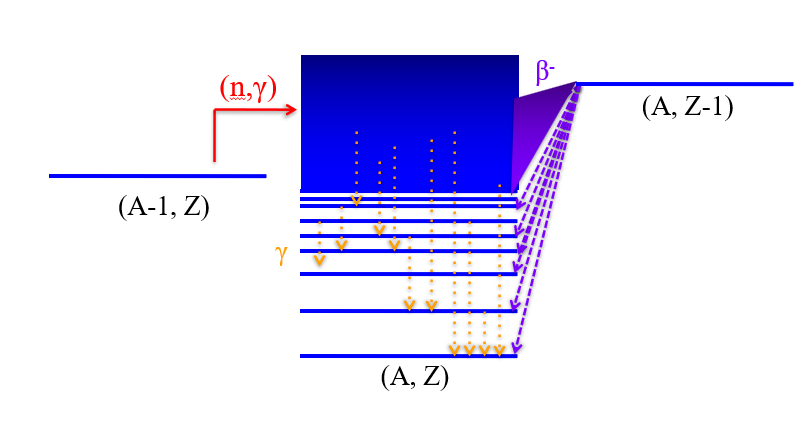 β-
(n,γ)
(A, Z-1)
(A-1, Z)
γ
(A, Z)